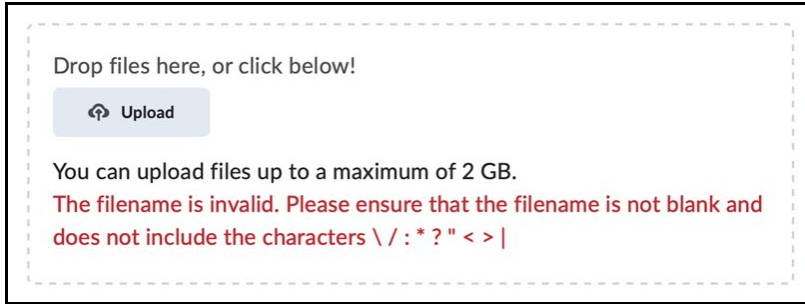 Drop files here, or click below!
Upload
You can upload files up to a maximum of 2 GB.
The filename is invalid. Please ensure that the filename is not blank and
does not include the characters \ / : * ? " < > |